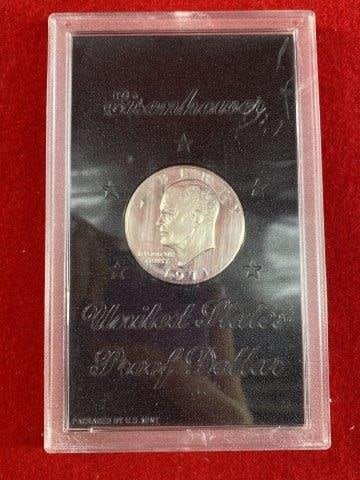 Eisenhower
LIBERTY
IN GOD WE
TRUST
1971
United States
Proof Dollar
PACKAGED BY U.S. MINT